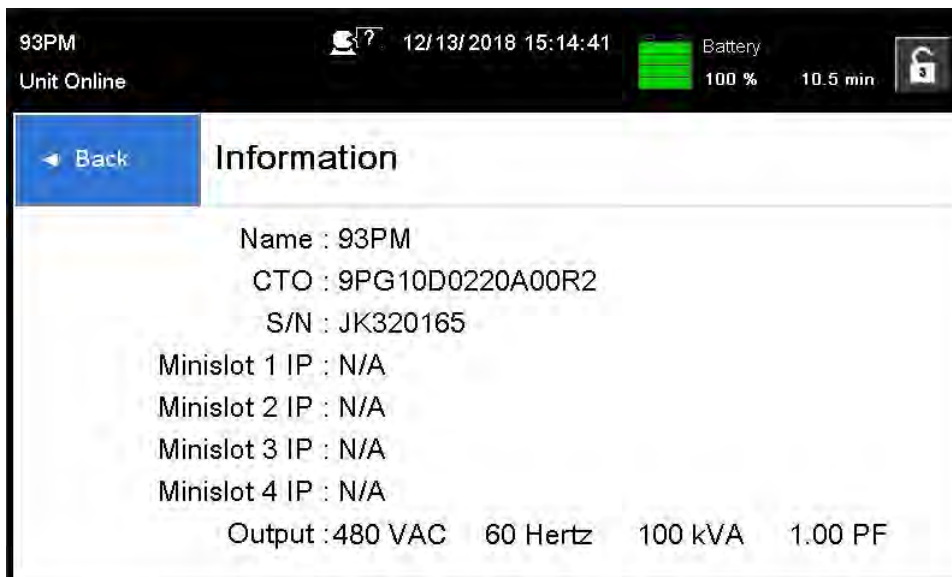 93PM ? 12/13/2018 15:14:41 Battery
Unit Online 100 % 10.5 min
◄ Back Information
Name : 93PM
CTO : 9PG10D0220A00R2
S/N : JK320165
Minislot 1 IP : N/A
Minislot 2 IP : N/A
Minislot 3 IP : N/A
Minislot 4 IP : N/A
Output :480 VAC 60 Hertz 100 kVA 1.00 PF